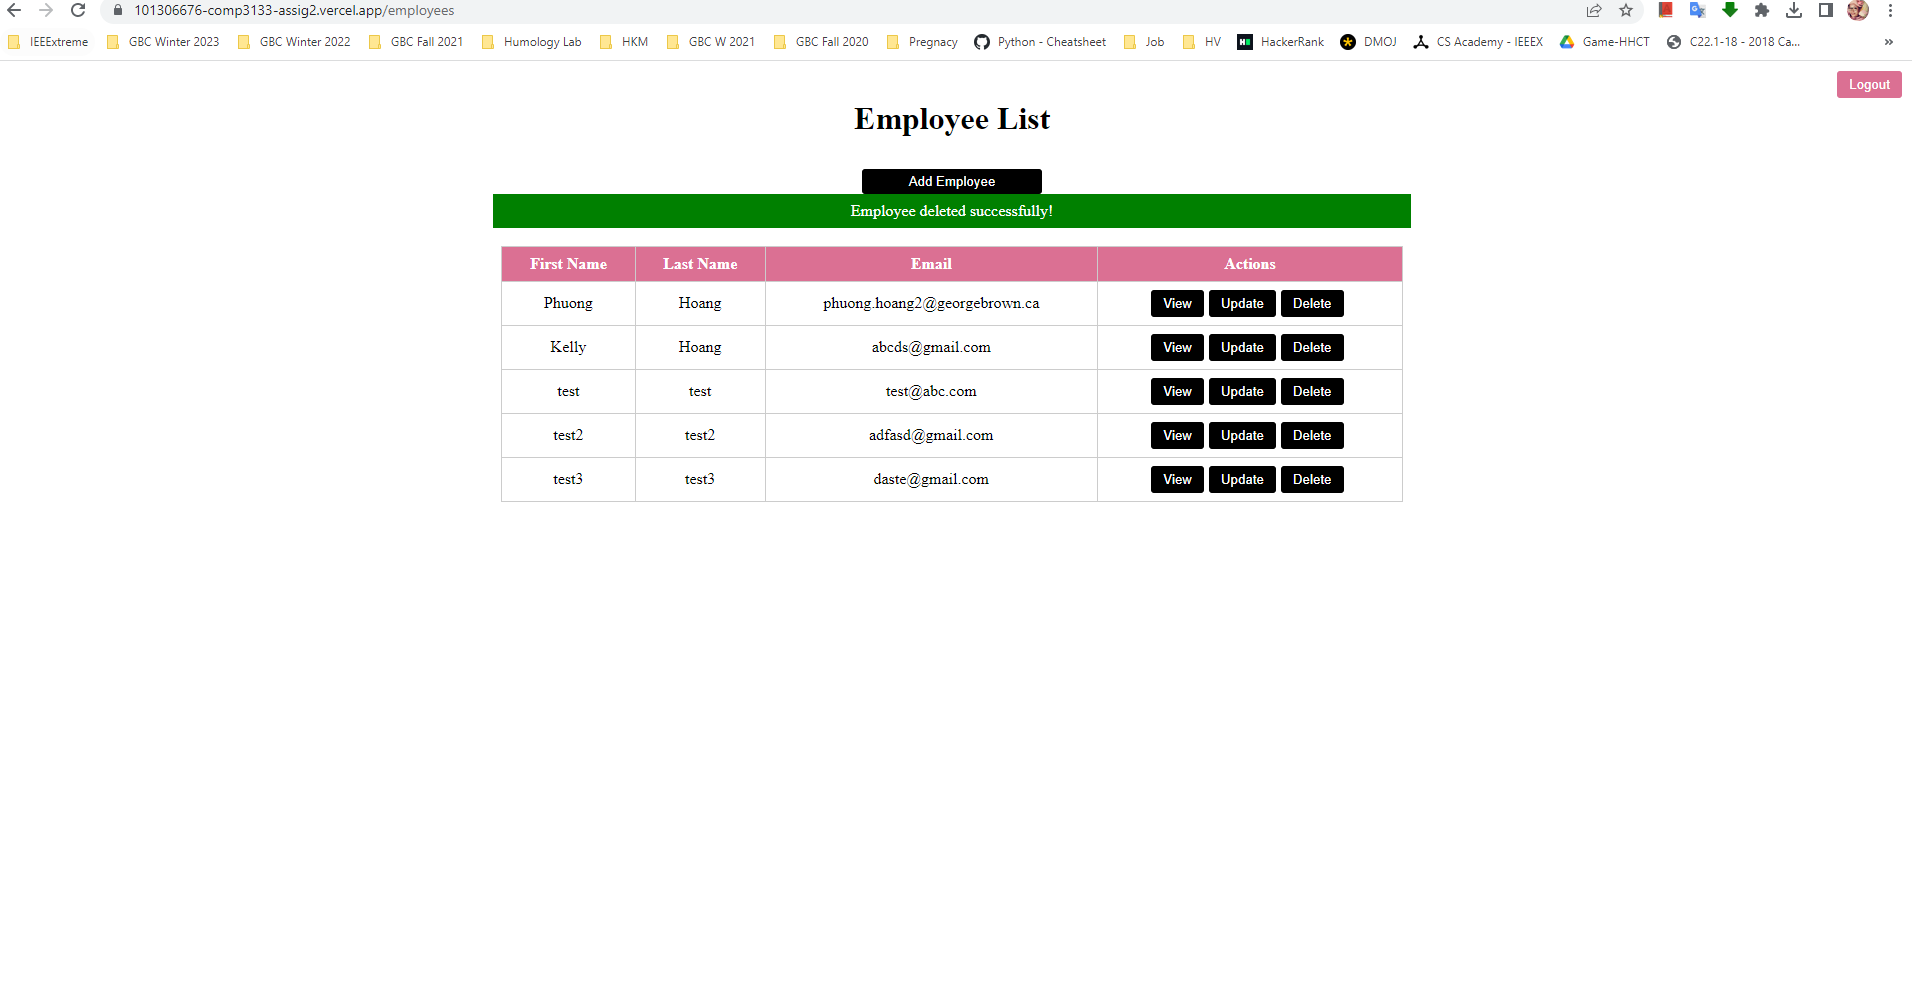 101306676-comp3133-assig2.vercel.app/employees
IEEExtreme GBC Winter 2023 GBC Winter 2022 GBC Fall 2021 Humology Lab HKM GBC W 2021 GBC Fall 2020 Pregnacy Python - Cheatsheet Job HV HackerRank DMOJ CS Academy - IEEEX Game-HHCT C22.1-18 - 2018 Ca... »
Logout
Employee List
Add Employee
Employee deleted successfully!
First Name Last Name Email Actions
Phuong Hoang phuong.hoang2@georgebrown.ca View Update Delete
Kelly Hoang abcds@gmail.com View Update Delete
test test test@abc.com View Update Delete
test2 test2 adfasd@gmail.com View Update Delete
test3 test3 daste@gmail.com View Update Delete